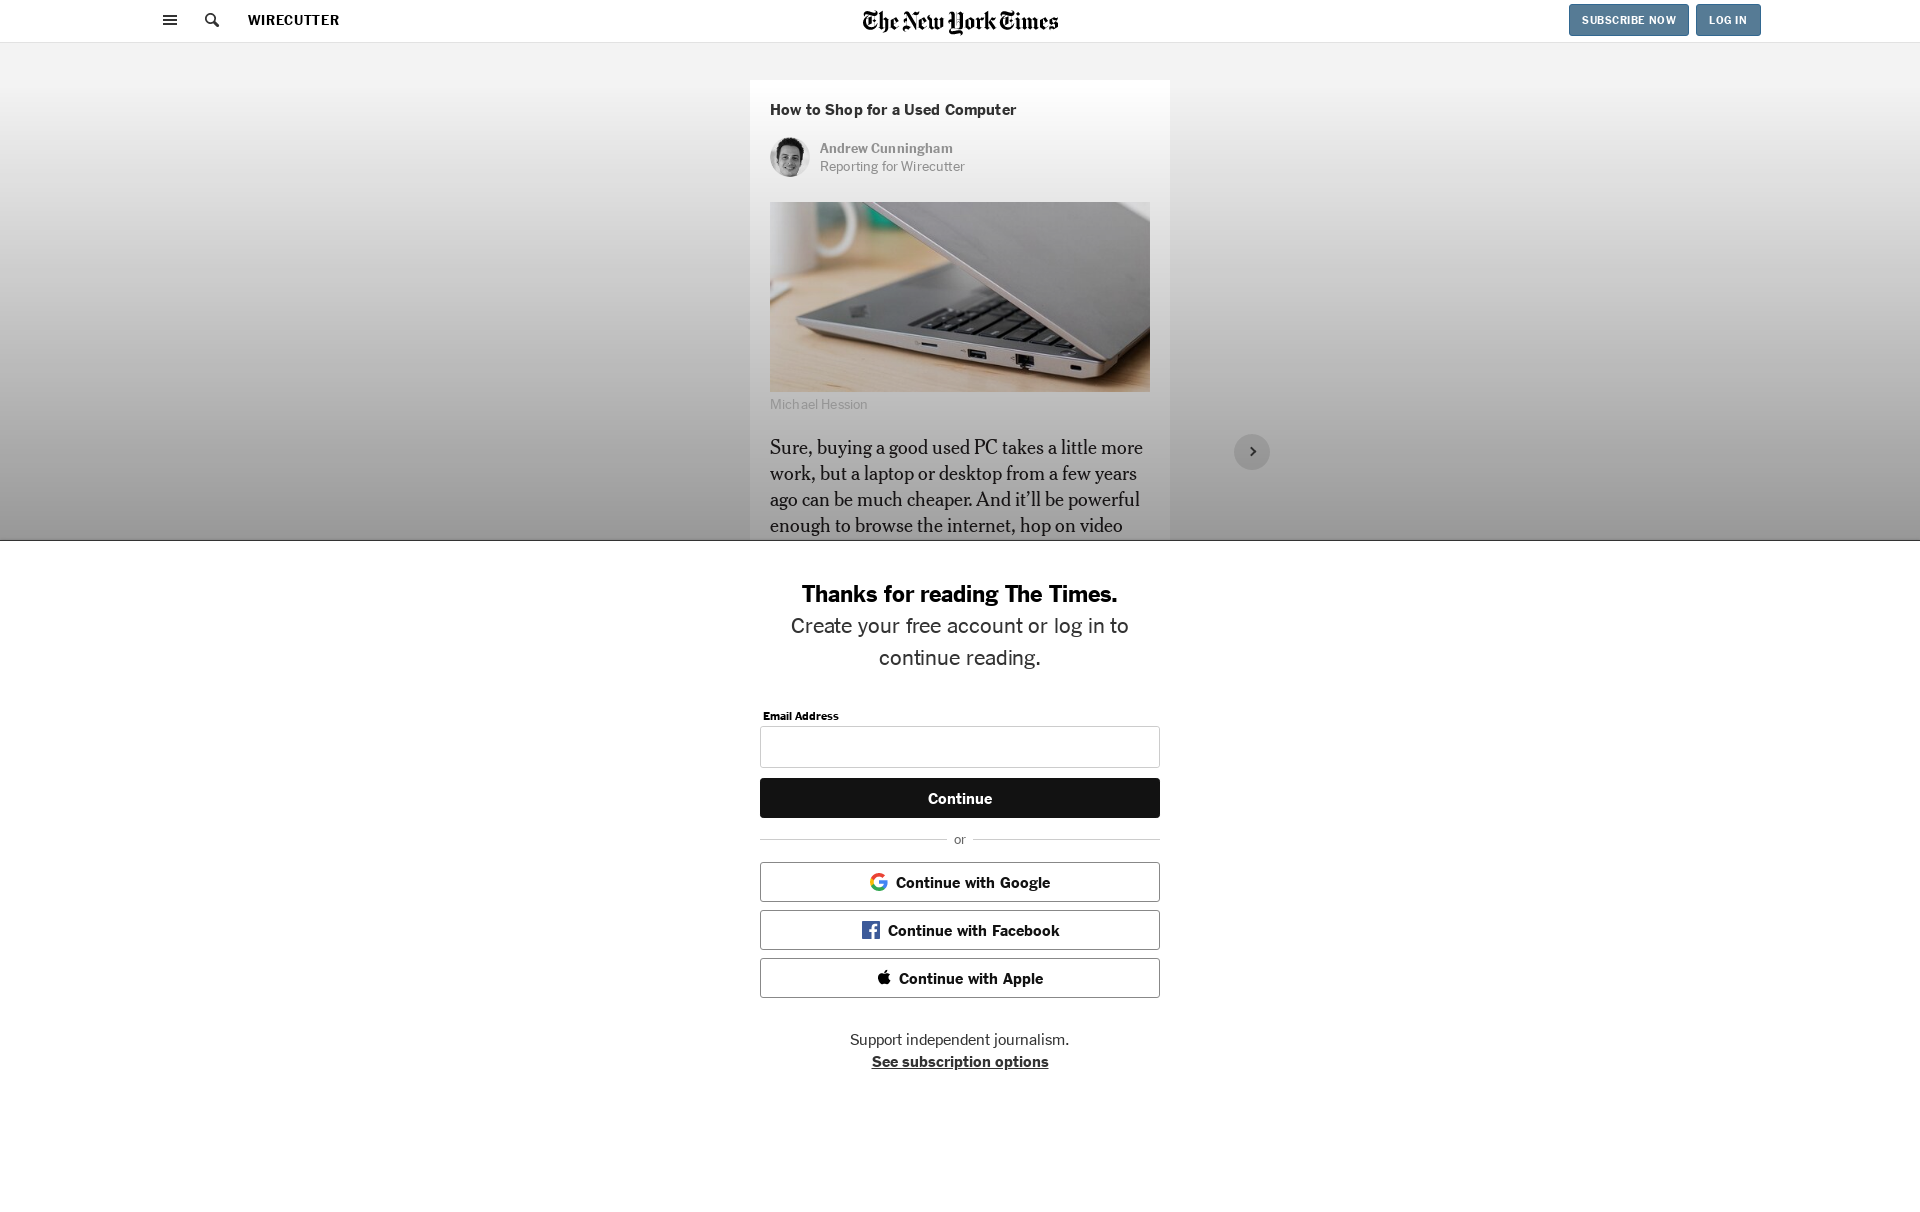 WIRECUTTER
The New York Times
SUBSCRIBE NOW
LOG IN
How to Shop for a Used Computer
Andrew Cunningham
Reporting for Wirecutter
Michael Hession
Sure, buying a good used PC takes a little more
work, but a laptop or desktop from a few years
ago can be much cheaper. And it’ll be powerful
enough to browse the internet, hop on video
Thanks for reading The Times.
Create your free account or log in to
continue reading.
Email Address
Continue
or
Continue with Google
Continue with Facebook
Continue with Apple
Support independent journalism.
See subscription options